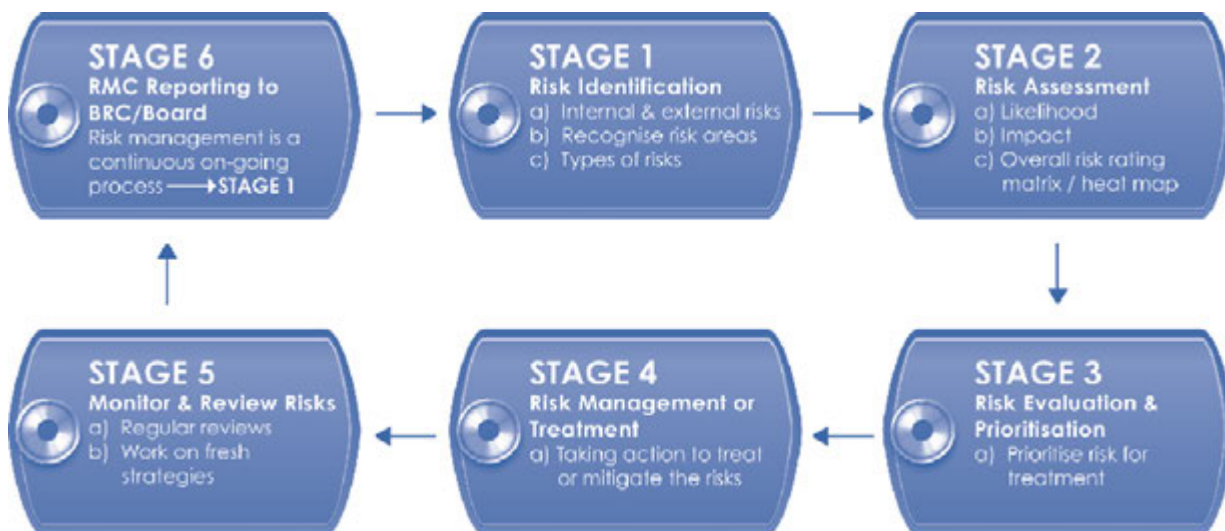 STAGE 6
RMC Reporting to
BRC/Board
Risk management is a
continuous on-going
process STAGE 1
STAGE 1
Risk Identification
a) Internal & external risks
b) Recognise risk areas
c) Types of risks
STAGE 2
Risk Assessment
a) Likelihood
b) Impact
c) Overall risk rating
matrix / heat map
STAGE 3
Risk Evaluation &
Prioritisation
a) Prioritise risk for
treatment
STAGE 4
Risk Management or
Treatment
a) Taking action to treat
or mitigate the risks
STAGE 5
Monitor & Review Risks
a) Regular reviews
b) Work on fresh
strategies